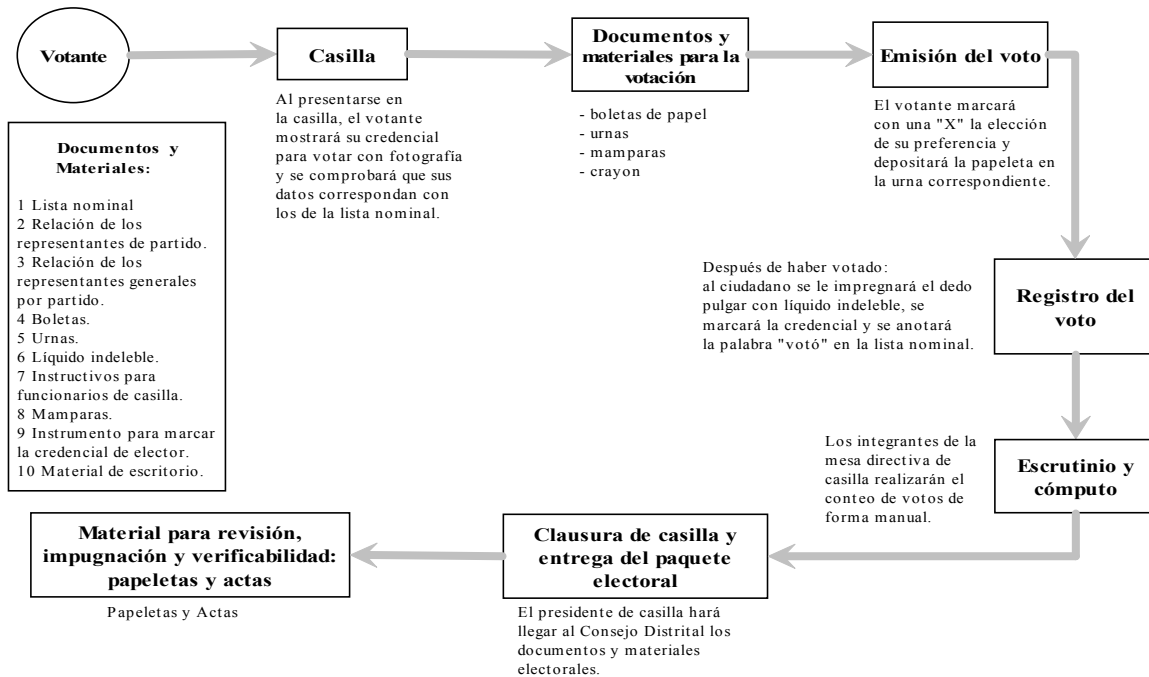 Votante
Casilla
Al presentarse en
la casilla, el votante
mostrará su credencial
para votar con fotografía
y se comprobará que sus
datos correspondan con
los de la lista nominal.
Documentos y
materiales para la
votación
- boletas de papel
- urnas
- mamparas
- crayon
Emisión del voto
El votante marcará
con una "X" la elección
de su preferencia y
depositará la papeleta en
la urna correspondiente.
Documentos y
Materiales:
1 Lista nominal
2 Relación de los
representantes de partido.
3 Relación de los
representantes generales
por partido.
4 Boletas.
5 Urnas.
6 Líquido indeleble.
7 Instructivos para
funcionarios de casilla.
8 Mamparas.
9 Instrumento para marcar
la credencial de elector.
10 Material de escritorio.
Después de haber votado:
al ciudadano se le impregnará el dedo
pulgar con líquido indeleble, se
marcará la credencial y se anotará
la palabra "votó" en la lista nominal.
Registro del
voto
Los integrantes de la
mesa directiva de
casilla realizarán el
conteo de votos de
forma manual.
Escrutinio y
cómputo
Clausura de casilla y
entrega del paquete
electoral
El presidente de casilla hará
llegar al Consejo Distrital los
documentos y materiales
electorales.
Material para revisión,
impugnación y verificabilidad:
papeletas y actas
Papeletas y Actas